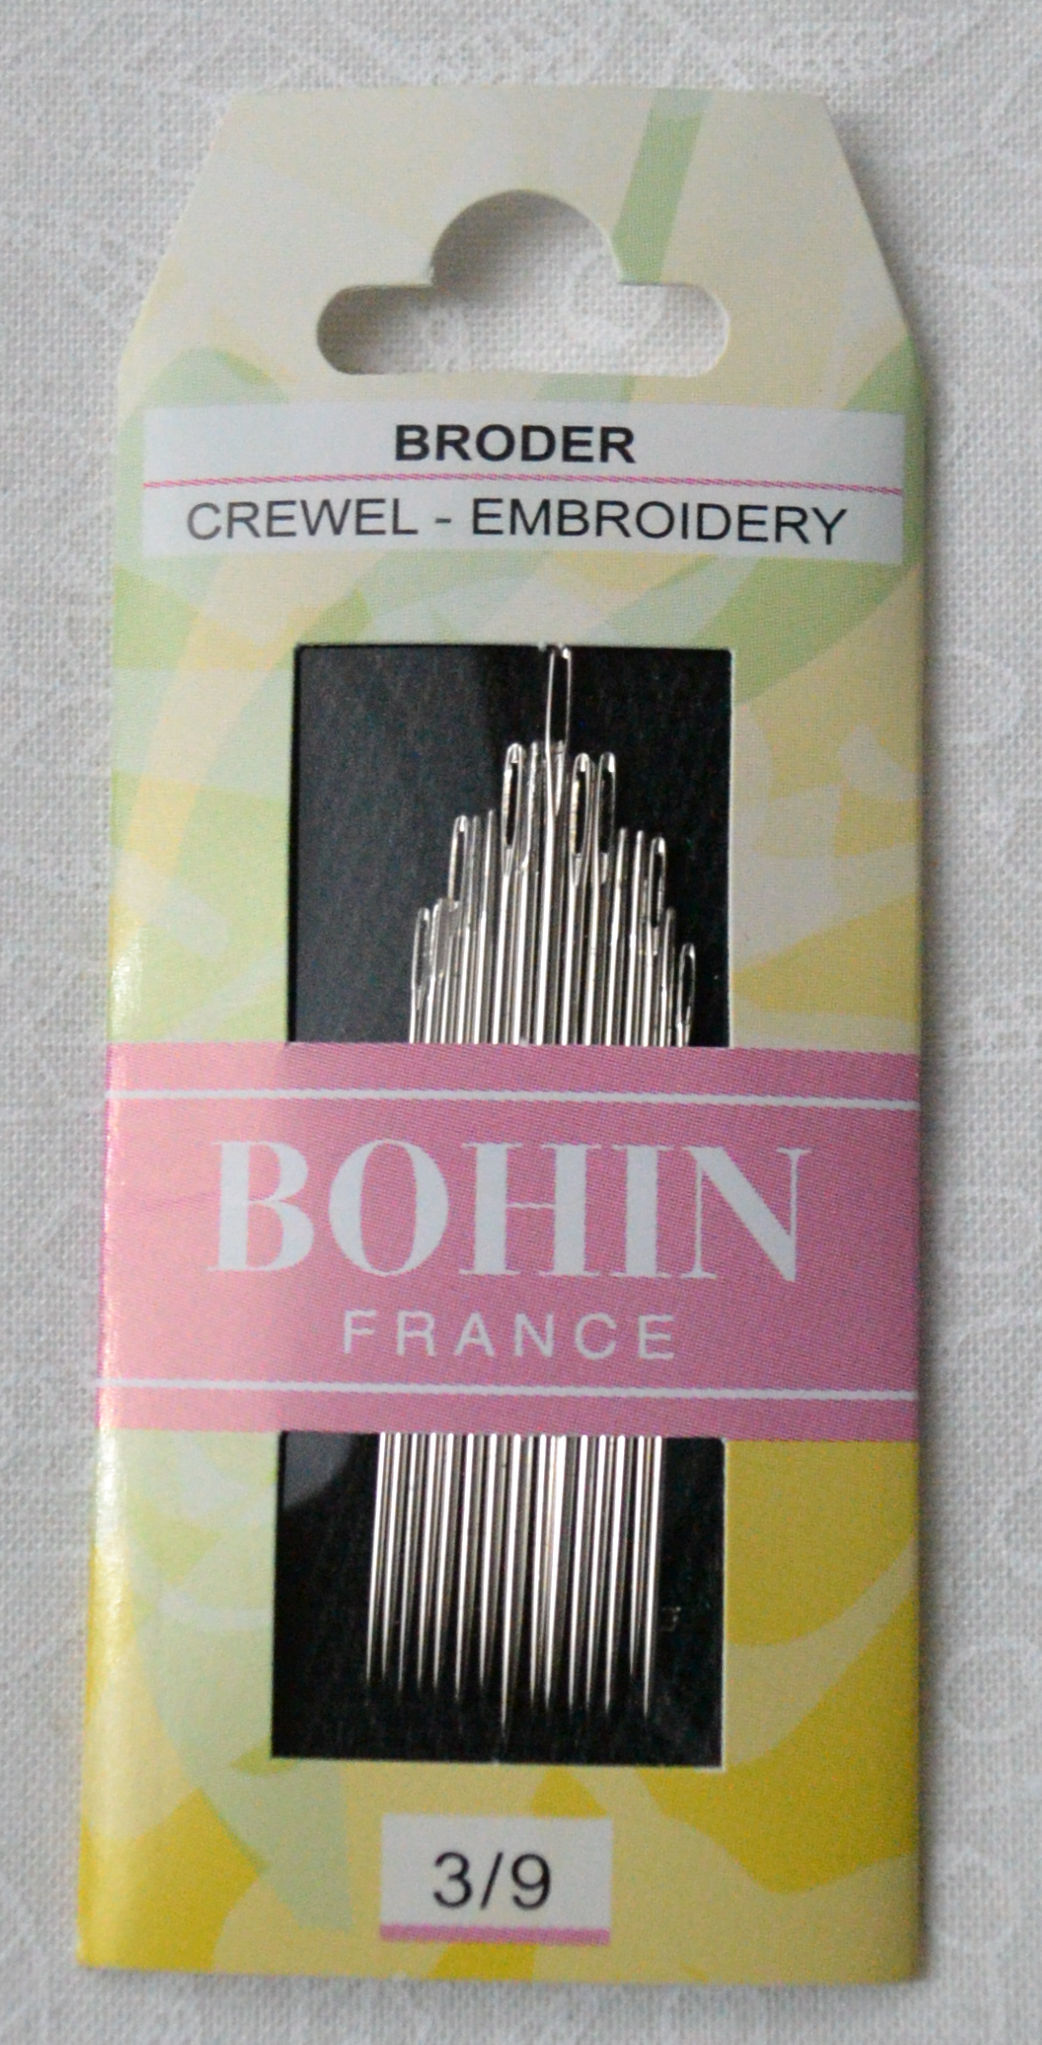 BRODER
CREWEL - EMBROIDERY
BOHIN
FRANCE
3/9